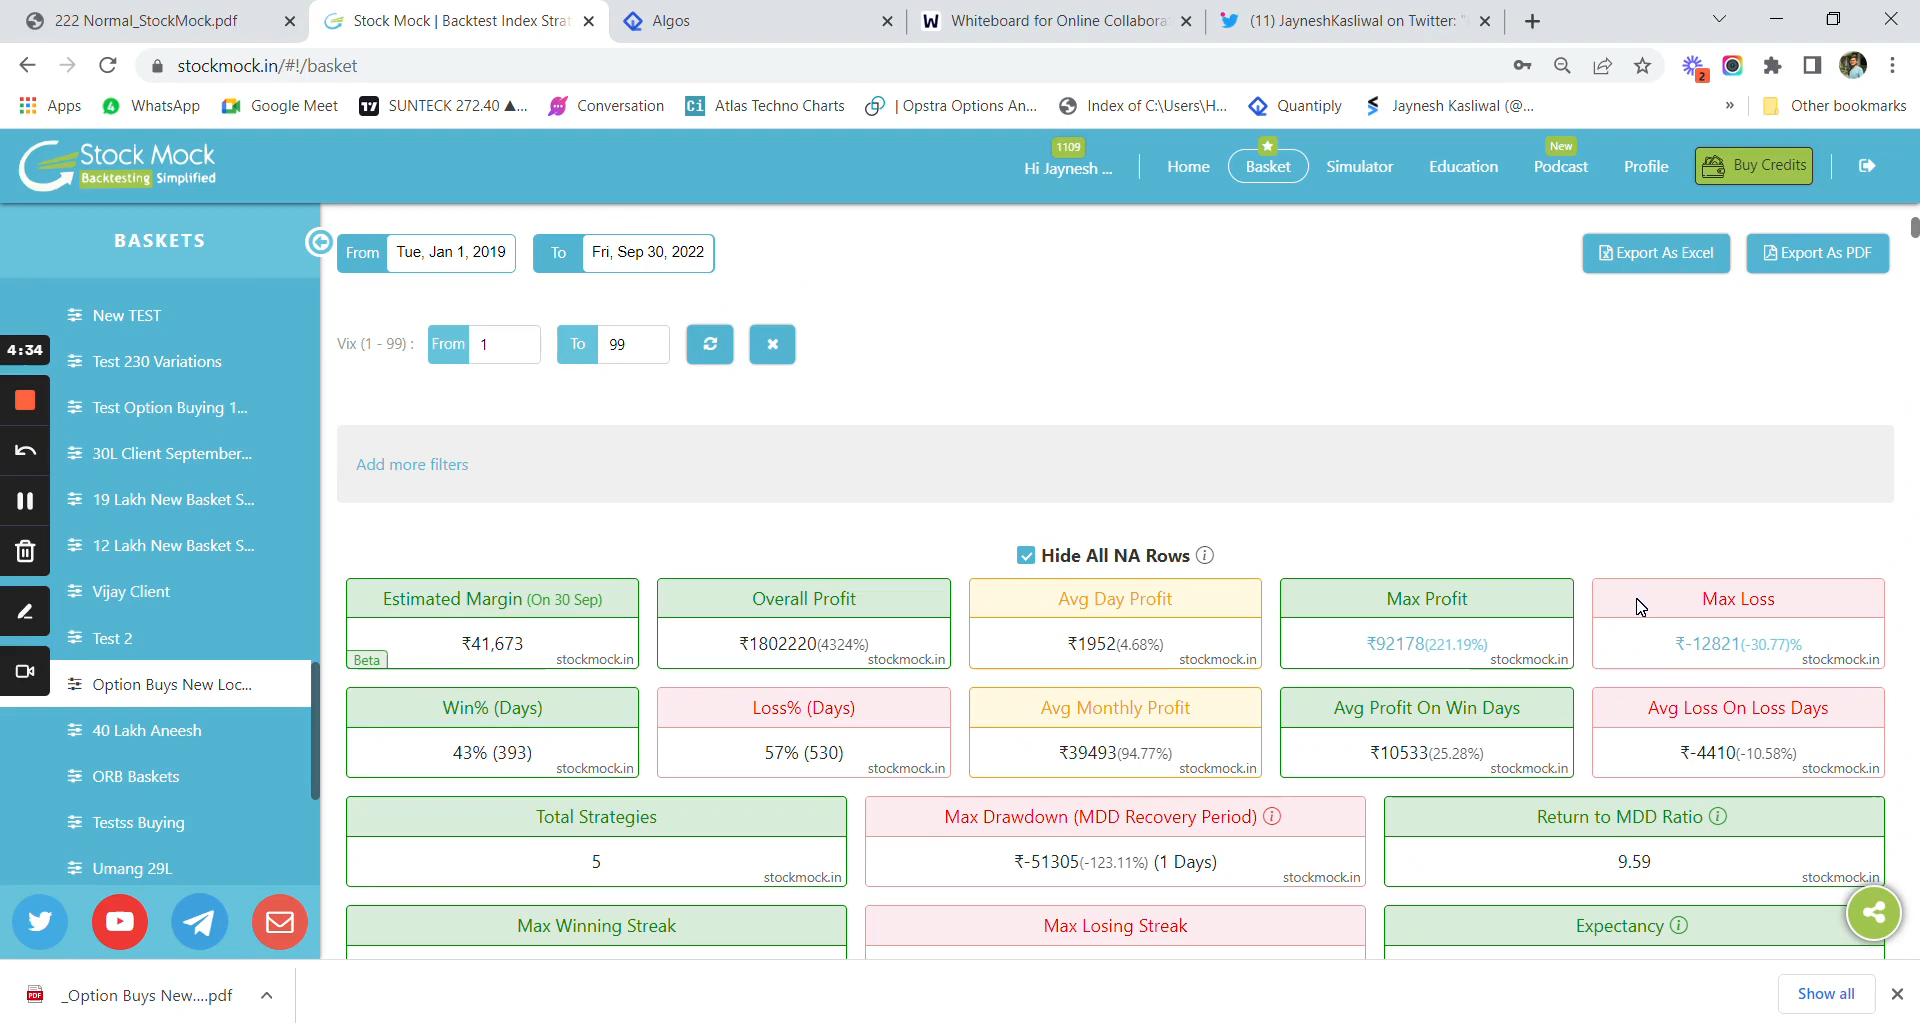 222 Normal_StockMock.pdf
Stock Mock | Backtest Index Strat
Algos
Whiteboard for Online Collabora
(11) JayneshKasliwal on Twitter: "
stockmock.in/#!/basket
2
Apps
WhatsApp
Google Meet
SUNTECK 272.40 ▲...
Conversation
Atlas Techno Charts
| Opstra Options An...
Index of C:\Users\H...
Quantiply
Jaynesh Kasliwal (@...
»
Other bookmarks
Stock Mock
Backtesting Simplified
1109
Hi Jaynesh ...
Home
Basket
Simulator
Education
New
Podcast
Profile
Buy Credits
BASKETS
From Tue, Jan 1, 2019
To Fri, Sep 30, 2022
Export As Excel
Export As PDF
New TEST
4:34
Vix (1 - 99) :
From 1
To 99
Test 230 Variations
Test Option Buying 1...
30L Client September...
Add more filters
19 Lakh New Basket S...
12 Lakh New Basket S...
Hide All NA Rows
Vijay Client
Test 2
Option Buys New Loc...
40 Lakh Aneesh
ORB Baskets
Testss Buying
Umang 29L
Estimated Margin (On 30 Sep)
₹41,673
Beta
stockmock.in
Overall Profit
₹1802220(4324%)
stockmock.in
Avg Day Profit
₹1952(4.68%)
stockmock.in
Max Profit
₹92178(221.19%)
stockmock.in
Max Loss
₹-12821(-30.77)%
stockmock.in
Win% (Days)
43% (393)
stockmock.in
Loss% (Days)
57% (530)
stockmock.in
Avg Monthly Profit
₹39493(94.77%)
stockmock.in
Avg Profit On Win Days
₹10533(25.28%)
stockmock.in
Avg Loss On Loss Days
₹-4410(-10.58%)
stockmock.in
Total Strategies
5
stockmock.in
Max Drawdown (MDD Recovery Period)
₹-51305(-123.11%) (1 Days)
stockmock.in
Return to MDD Ratio
9.59
stockmock.in
Max Winning Streak
Max Losing Streak
Expectancy
PDF
_Option Buys New....pdf
Show all